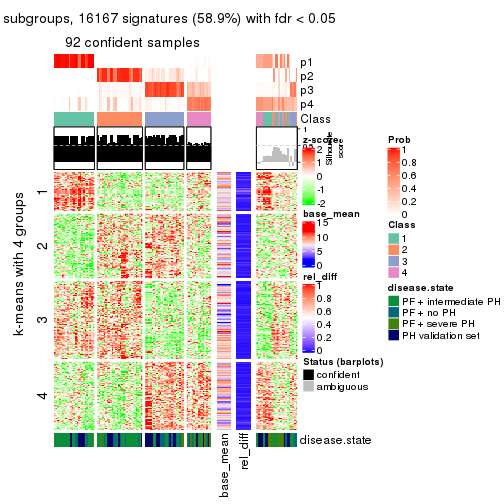 subgroups, 16167 signatures (58.9%) with fdr < 0.05
92 confident samples
p1
p2
p3
p4
Class
z-score
2
1
0
-1
-2
Silhouette
score
1
k-means with 4 groups
1
2
3
4
base_mean
15
10
5
0
rel_diff
1
0.8
0.6
0.4
0.2
0
Status (barplots)
confident
ambiguous
Prob
1
0.8
0.6
0.4
0.2
0
Class
1
2
3
4
disease.state
PF+ intermediate PH
PF+ no PH
PF+ severe PH
PH validation set
disease.state
base_mean
rel_diff